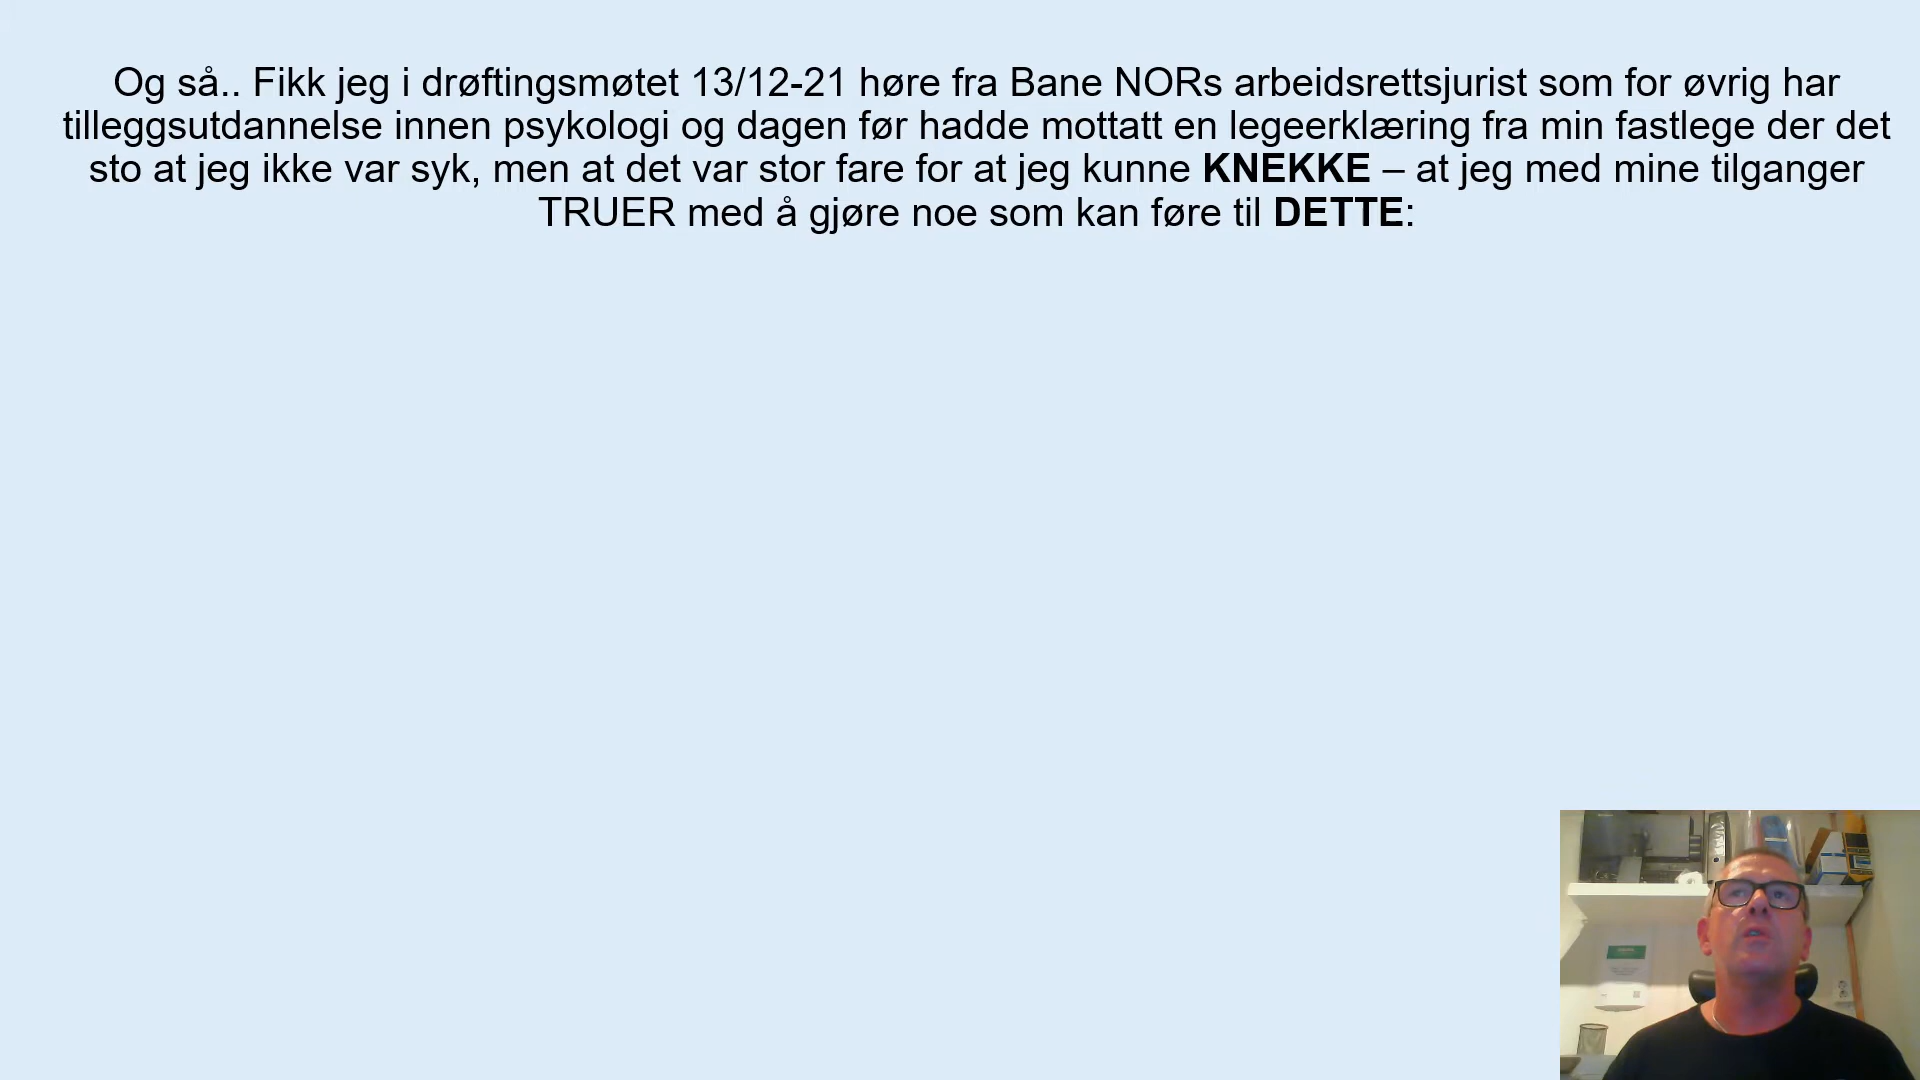 Og så.. Fikk jeg i drøftingsmøtet 13/12-21 høre fra Bane NORs arbeidsrettsjurist som for øvrig har
tilleggsutdannelse innen psykologi og dagen før hadde mottatt en legeerklæring fra min fastlege der det
sto at jeg ikke var syk, men at det var stor fare for at jeg kunne KNEKKE – at jeg med mine tilganger
TRUER med å gjøre noe som kan føre til DETTE: